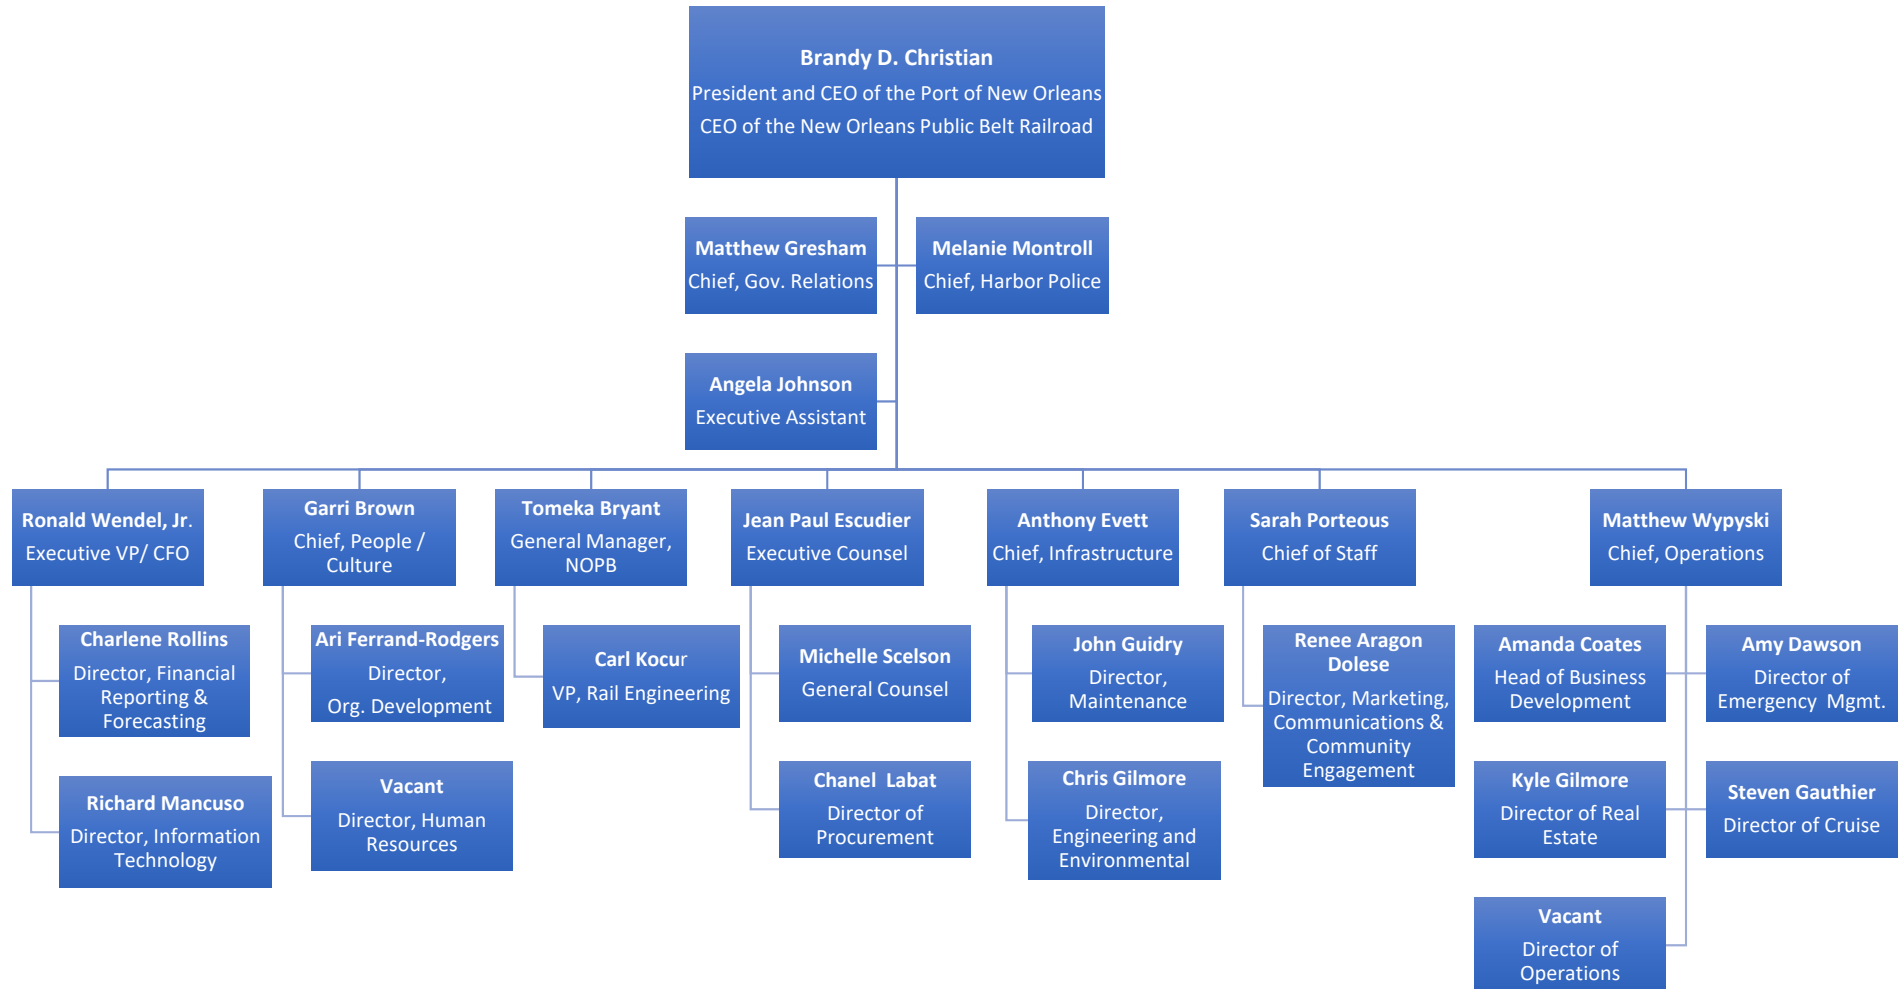 Brandy D. Christian
President and CEO of the Port of New Orleans
CEO of the New Orleans Public Belt Railroad
Matthew Gresham
Chief, Gov. Relations
Melanie Montroll
Chief, Harbor Police
Angela Johnson
Executive Assistant
Ronald Wendel, Jr.
Executive VP/ CFO
Garri Brown
Chief, People /
Culture
Tomeka Bryant
General Manager,
NOPB
Jean Paul Escudier
Executive Counsel
Anthony Evett
Chief, Infrastructure
Sarah Porteous
Chief of Staff
Matthew Wypyski
Chief, Operations
Charlene Rollins
Director, Financial
Reporting &
Forecasting
Richard Mancuso
Director, Information
Technology
Ari Ferrand-Rodgers
Director,
Org. Development
Vacant
Director, Human
Resources
Carl Kocur
VP, Rail Engineering
Michelle Scelson
General Counsel
Chanel  Labat
Director of
Procurement
John Guidry
Director,
Maintenance
Chris Gilmore
Director,
Engineering and
Environmental
Renee Aragon
Dolese
Director, Marketing,
Communications &
Community
Engagement
Amanda Coates
Head of Business
Development
Amy Dawson
Director of
Emergency  Mgmt.
Kyle Gilmore
Director of Real
Estate
Steven Gauthier
Director of Cruise
Vacant
Director of
Operations